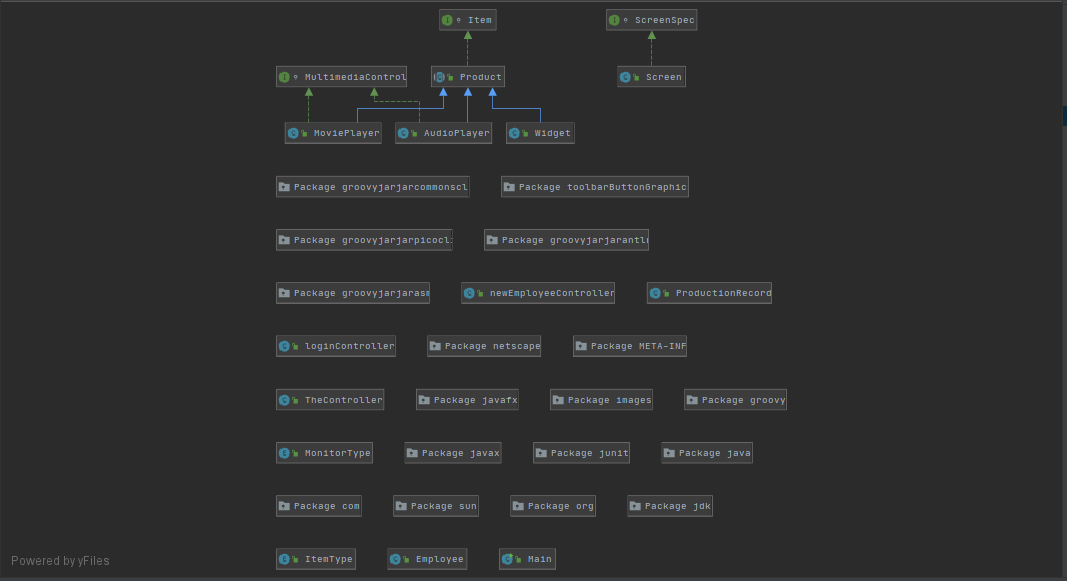 Item
ScreenSpec
MultimediaControl
Product
Screen
MoviePlayer
AudioPlayer
Widget
Package groovyjarjarcommonscl
Package toolbarButtonGraphic
Package groovyjarjarpicocli
Package groovyjarjarantlr
Package groovyjarjarasm
newEmployeeController
ProductionRecord
loginController
Package netscape
Package META-INF
TheController
Package javafx
Package images
Package groovy
MonitorType
Package javax
Package junit
Package java
Package com
Package sun
Package org
Package jdk
ItemType
Employee
Main
Powered by yFiles